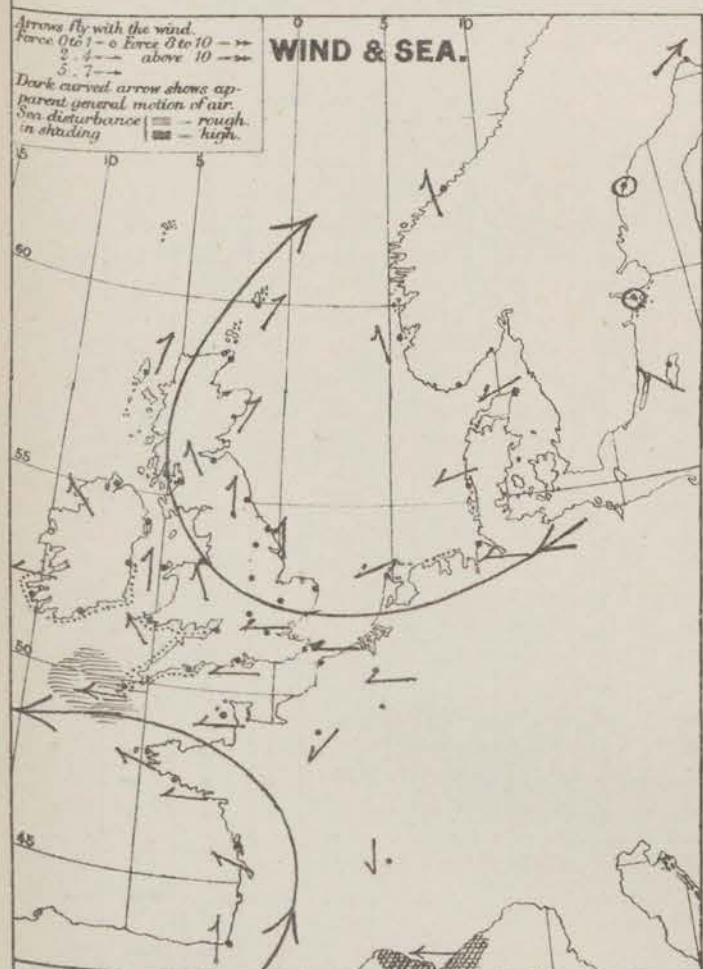 Arrows fly with the wind.
Force 0 to 1 – o Force 8 to 10 –
2 . 4 – above 10 –
5 . 7 –
Dark curved arrow shows ap-
parent general motion of air.
Sea disturbance { – rough.
in shading – high.
WIND & SEA.
0 5 10
15 10 5
60
55
50
45
5
10